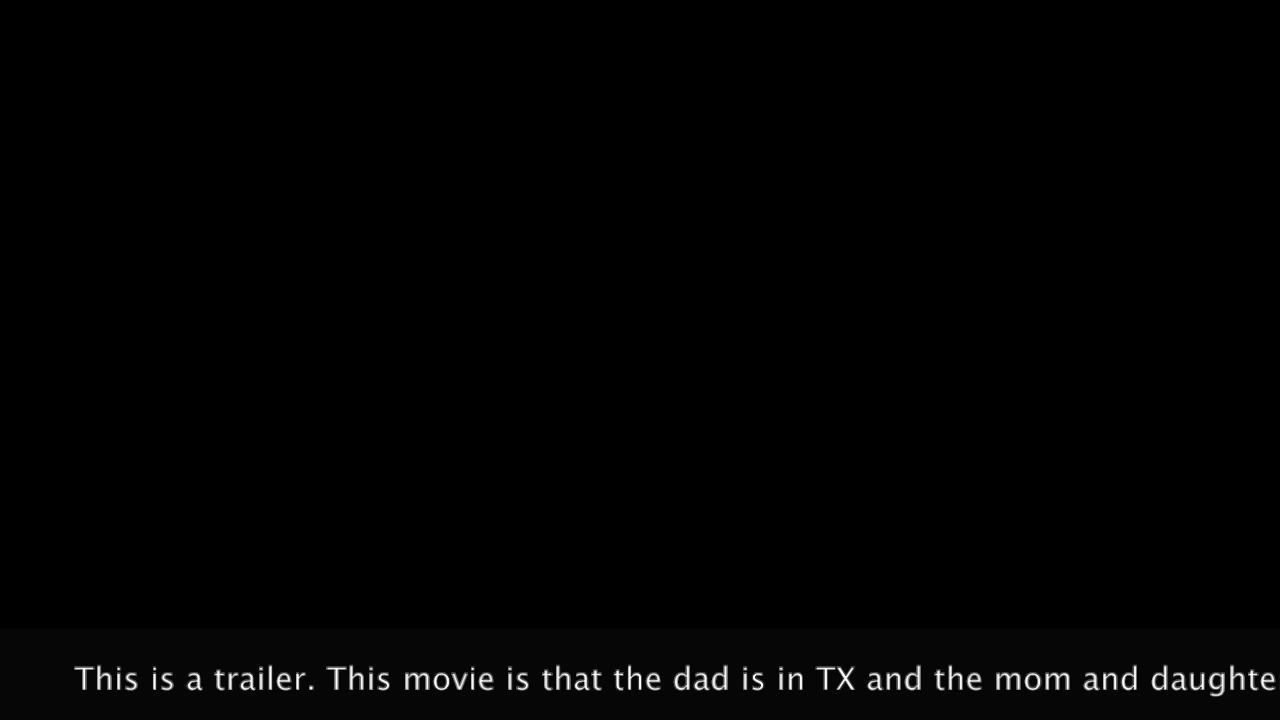 This is a trailer. This movie is that the dad is in TX and the mom and daughte